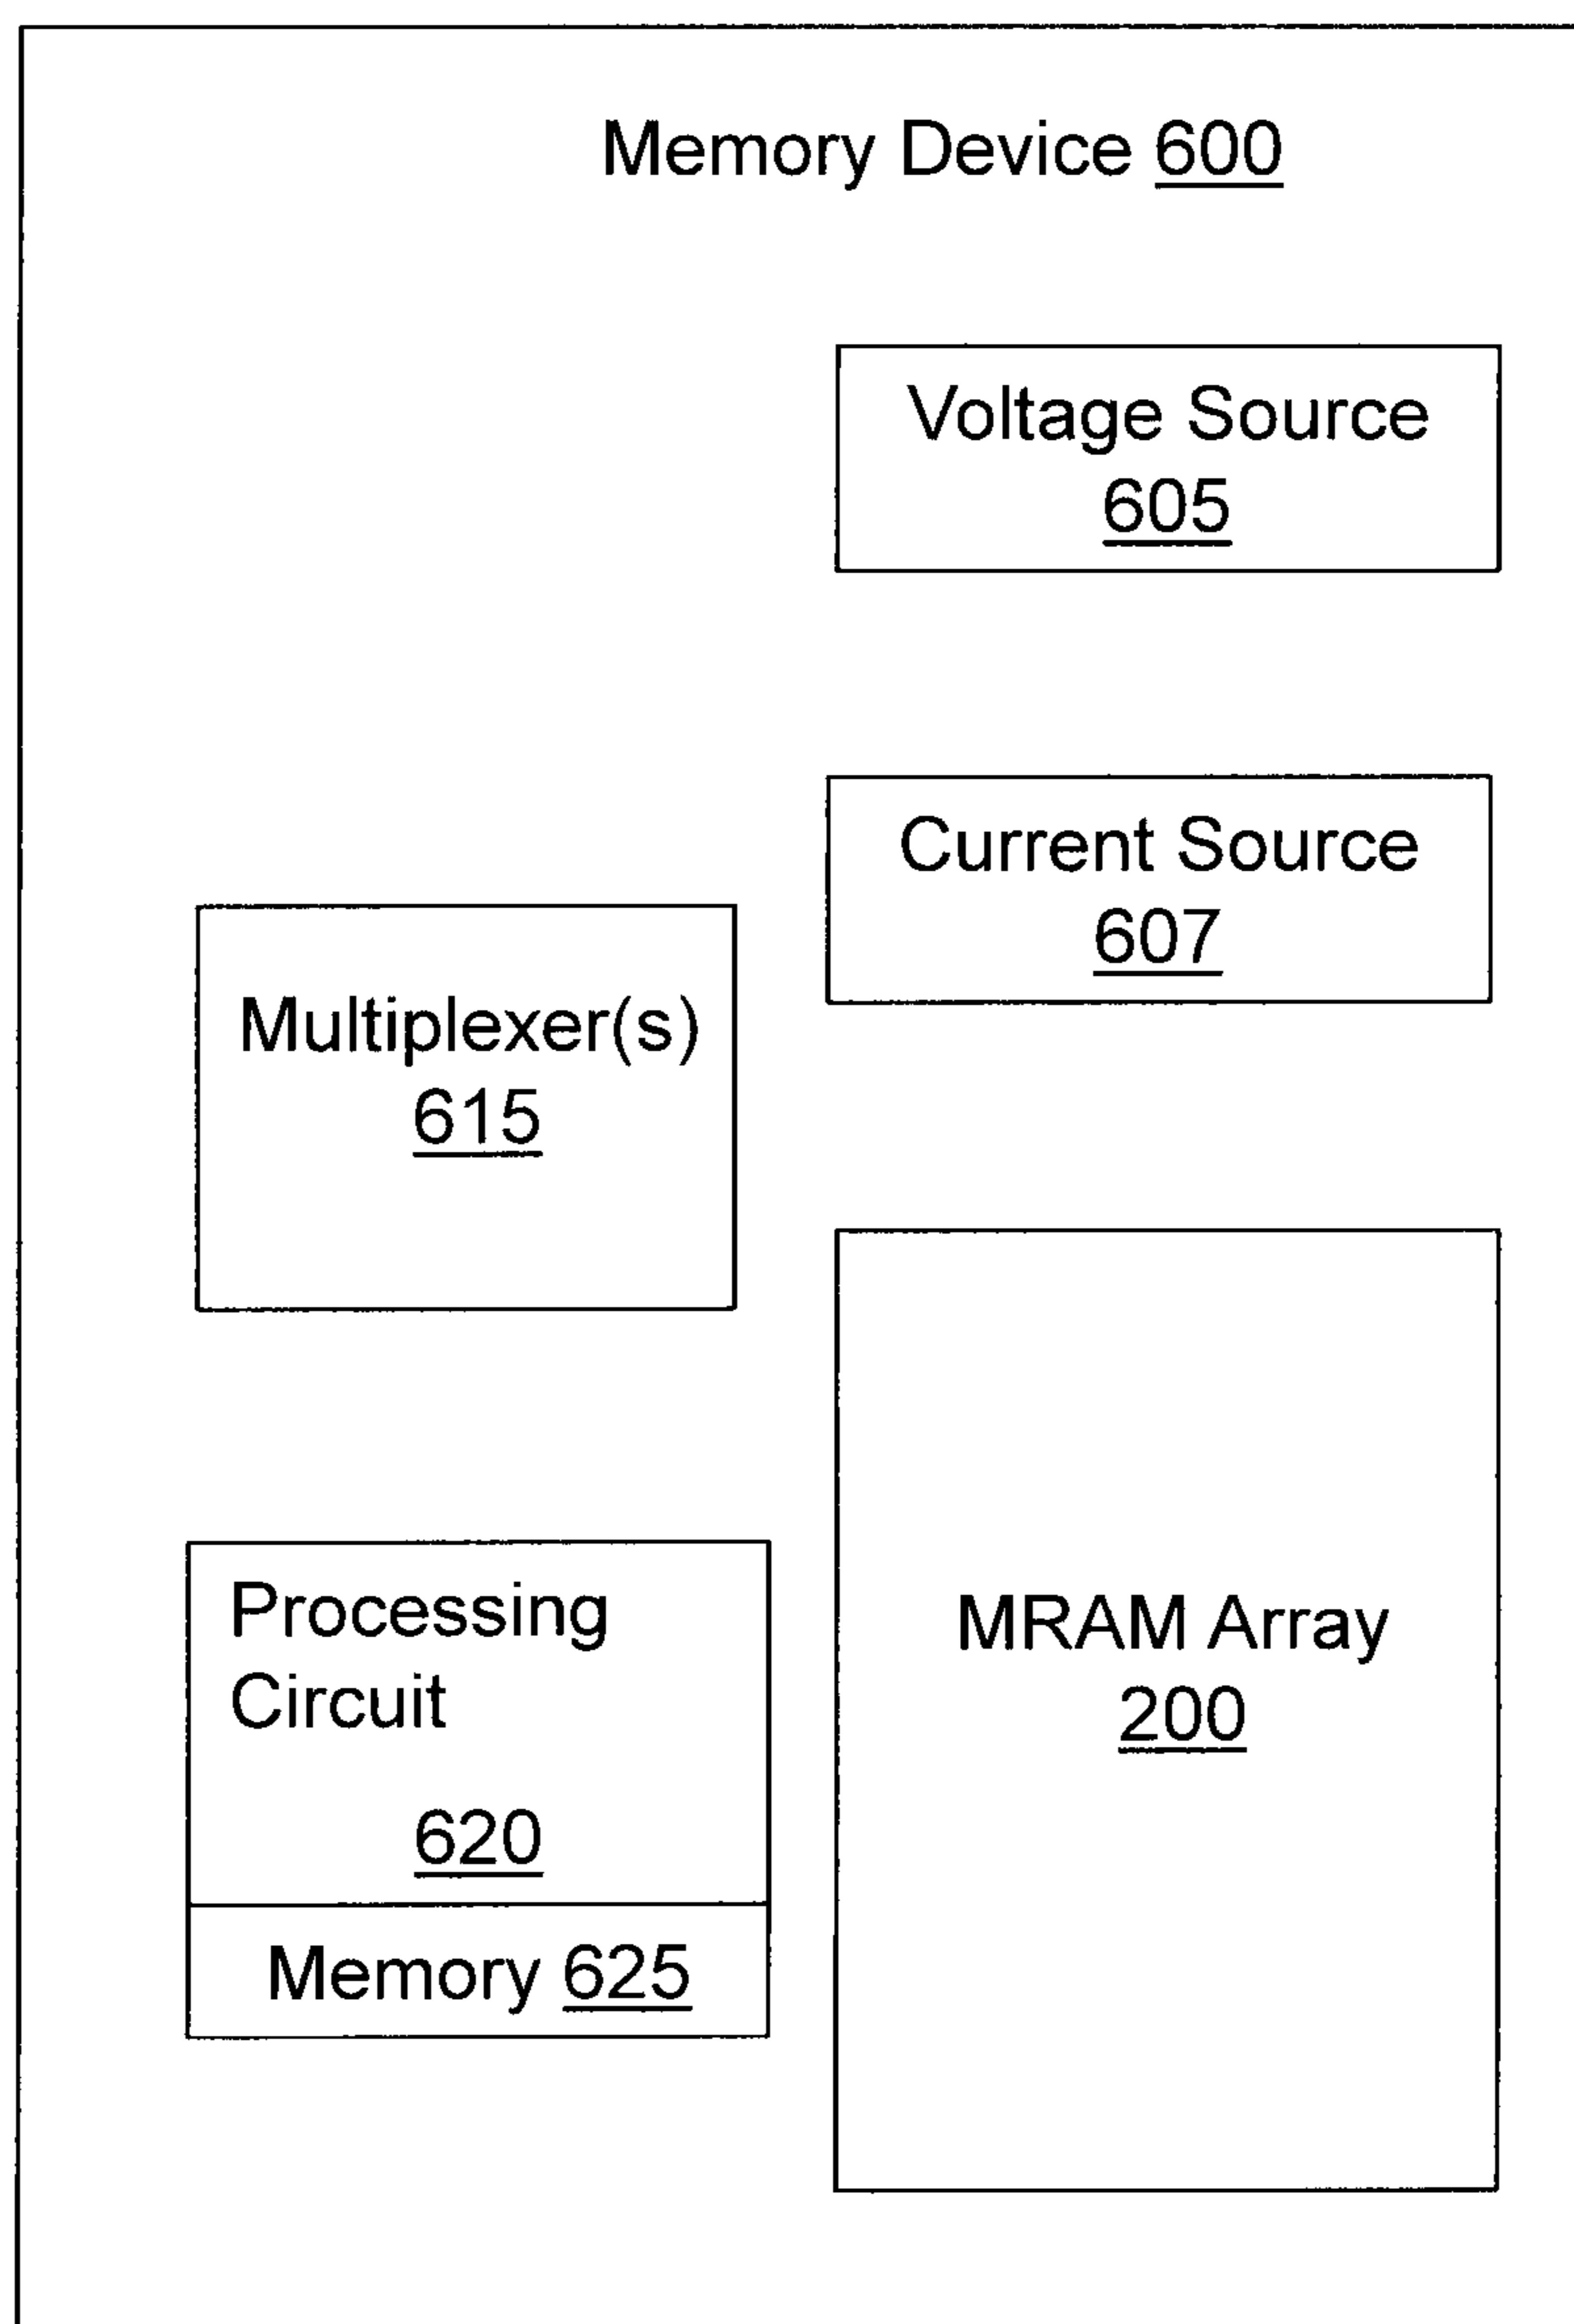 Memory Device 600
Voltage Source
605
Current Source
607
Multiplexer(s)
615
Processing
Circuit
620
Memory 625
MRAM Array
200